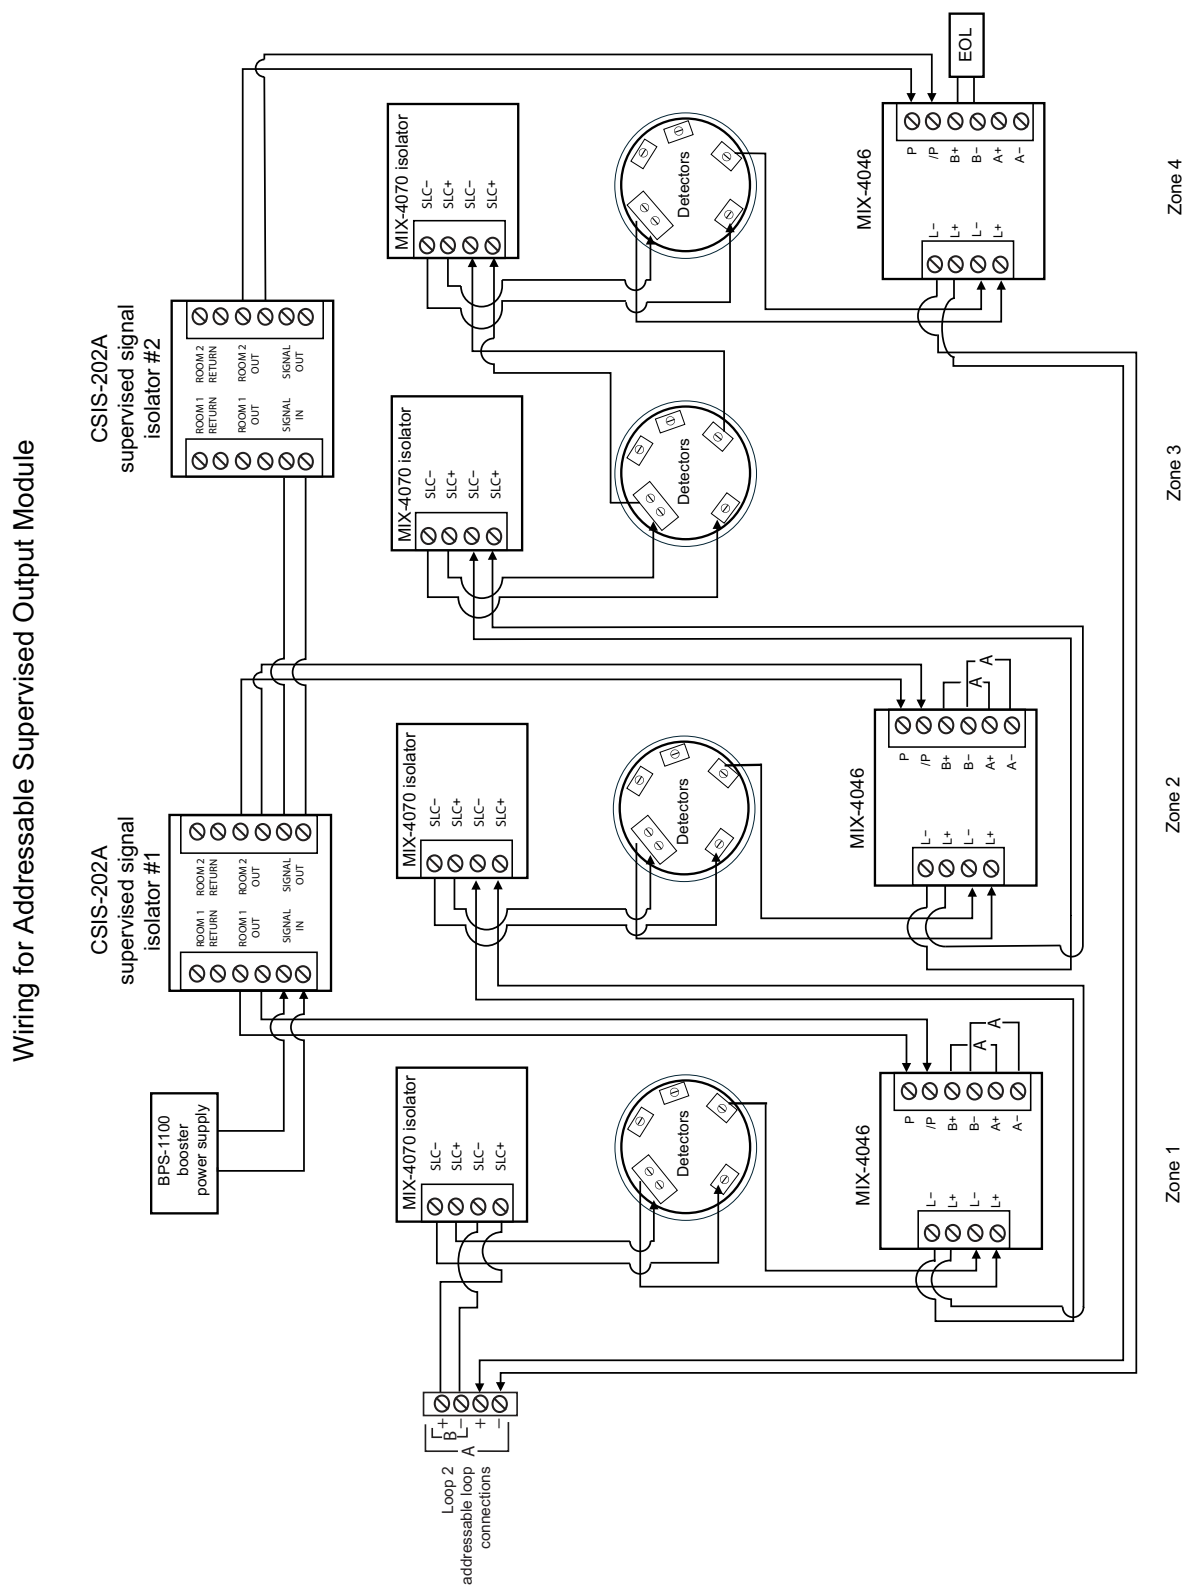 Wiring for Addressable Supervised Output Module
BPS-1100
booster
power supply
CSIS-202A
supervised signal
isolator #1
ROOM 1
RETURN
ROOM 2
RETURN
ROOM 1
OUT
ROOM 2
OUT
SIGNAL
IN
SIGNAL
OUT
CSIS-202A
supervised signal
isolator #2
ROOM 1
RETURN
ROOM 2
RETURN
ROOM 1
OUT
ROOM 2
OUT
SIGNAL
IN
SIGNAL
OUT
Loop 2
addressable loop
connections
A
B
+
−
+
−
MIX-4070 isolator
SLC−
SLC+
SLC−
SLC+
MIX-4070 isolator
SLC−
SLC+
SLC−
SLC+
MIX-4070 isolator
SLC−
SLC+
SLC−
SLC+
MIX-4070 isolator
SLC−
SLC+
SLC−
SLC+
Detectors
Detectors
Detectors
Detectors
MIX-4046
L−
L+
L−
L+
P
/P
B+
B−
A+
A−
A
A
MIX-4046
L−
L+
L−
L+
P
/P
B+
B−
A+
A−
A
A
MIX-4046
L−
L+
L−
L+
P
/P
B+
B−
A+
A−
EOL
Zone 1
Zone 2
Zone 3
Zone 4